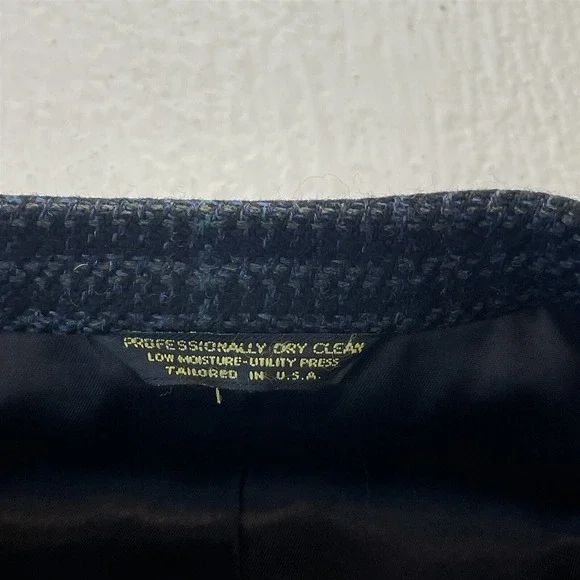 PROFESSIONALLY DRY CLEAN
LOW MOISTURE-UTILITY PRESS
TAILORED IN U.S.A.